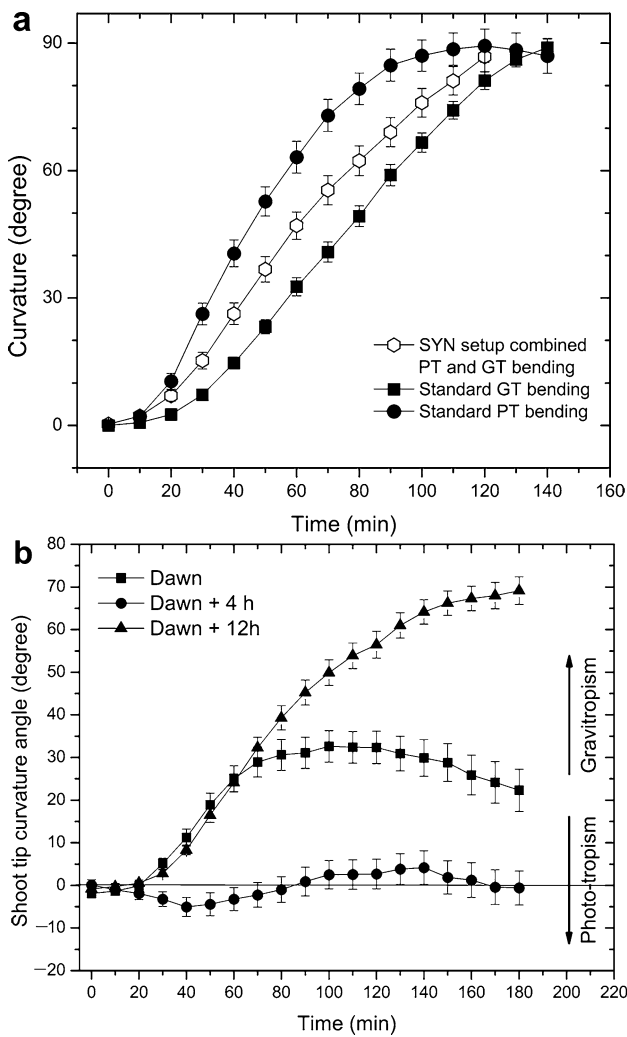 a
90
60
30
0
Curvature (degree)
SYN setup combined
PT and GT bending
Standard GT bending
Standard PT bending
0 20 40 60 80 100 120 140 160
Time (min)
b
80
70
60
50
40
30
20
10
0
−10
−20
Shoot tip curvature angle (degree)
Dawn
Dawn + 4 h
Dawn + 12h
Gravitropism
Photo-tropism
0 20 40 60 80 100 120 140 160 180 200 220
Time (min)